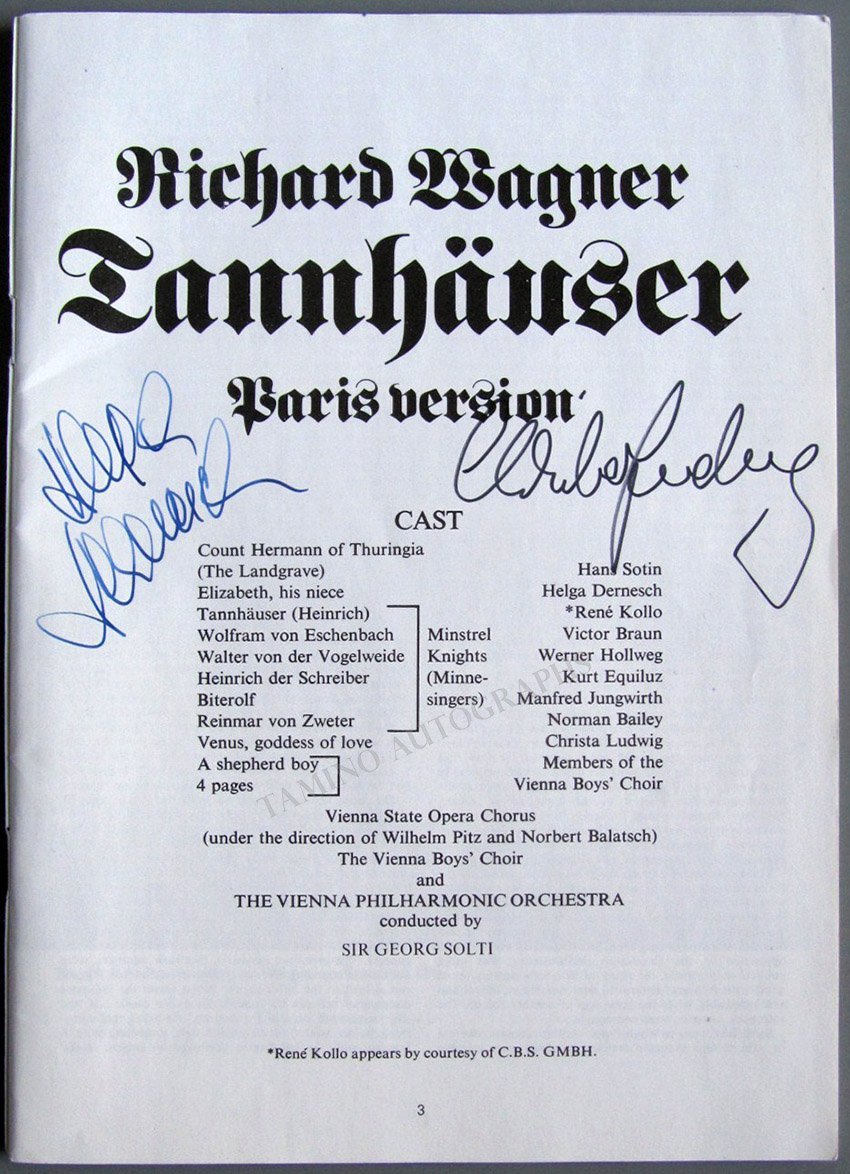 Richard Wagner
Tannhäuser
Paris version
Helga
Dernesch
Christa Ludwig
CAST
Count Hermann of Thuringia
(The Landgrave) Hans Sotin
Elizabeth, his niece Helga Dernesch
Tannhäuser (Heinrich) *René Kollo
Wolfram von Eschenbach Minstrel Victor Braun
Walter von der Vogelweide Knights Werner Hollweg
Heinrich der Schreiber (Minne- Kurt Equiluz
Biterolf singers) Manfred Jungwirth
Reinmar von Zweter Norman Bailey
Venus, goddess of love Christa Ludwig
A shepherd boy Members of the
4 pages Vienna Boys' Choir
TAMINO AUTOGRAPHS
Vienna State Opera Chorus
(under the direction of Wilhelm Pitz and Norbert Balatsch)
The Vienna Boys' Choir
and
THE VIENNA PHILHARMONIC ORCHESTRA
conducted by
SIR GEORG SOLTI
*René Kollo appears by courtesy of C.B.S. GMBH.
3